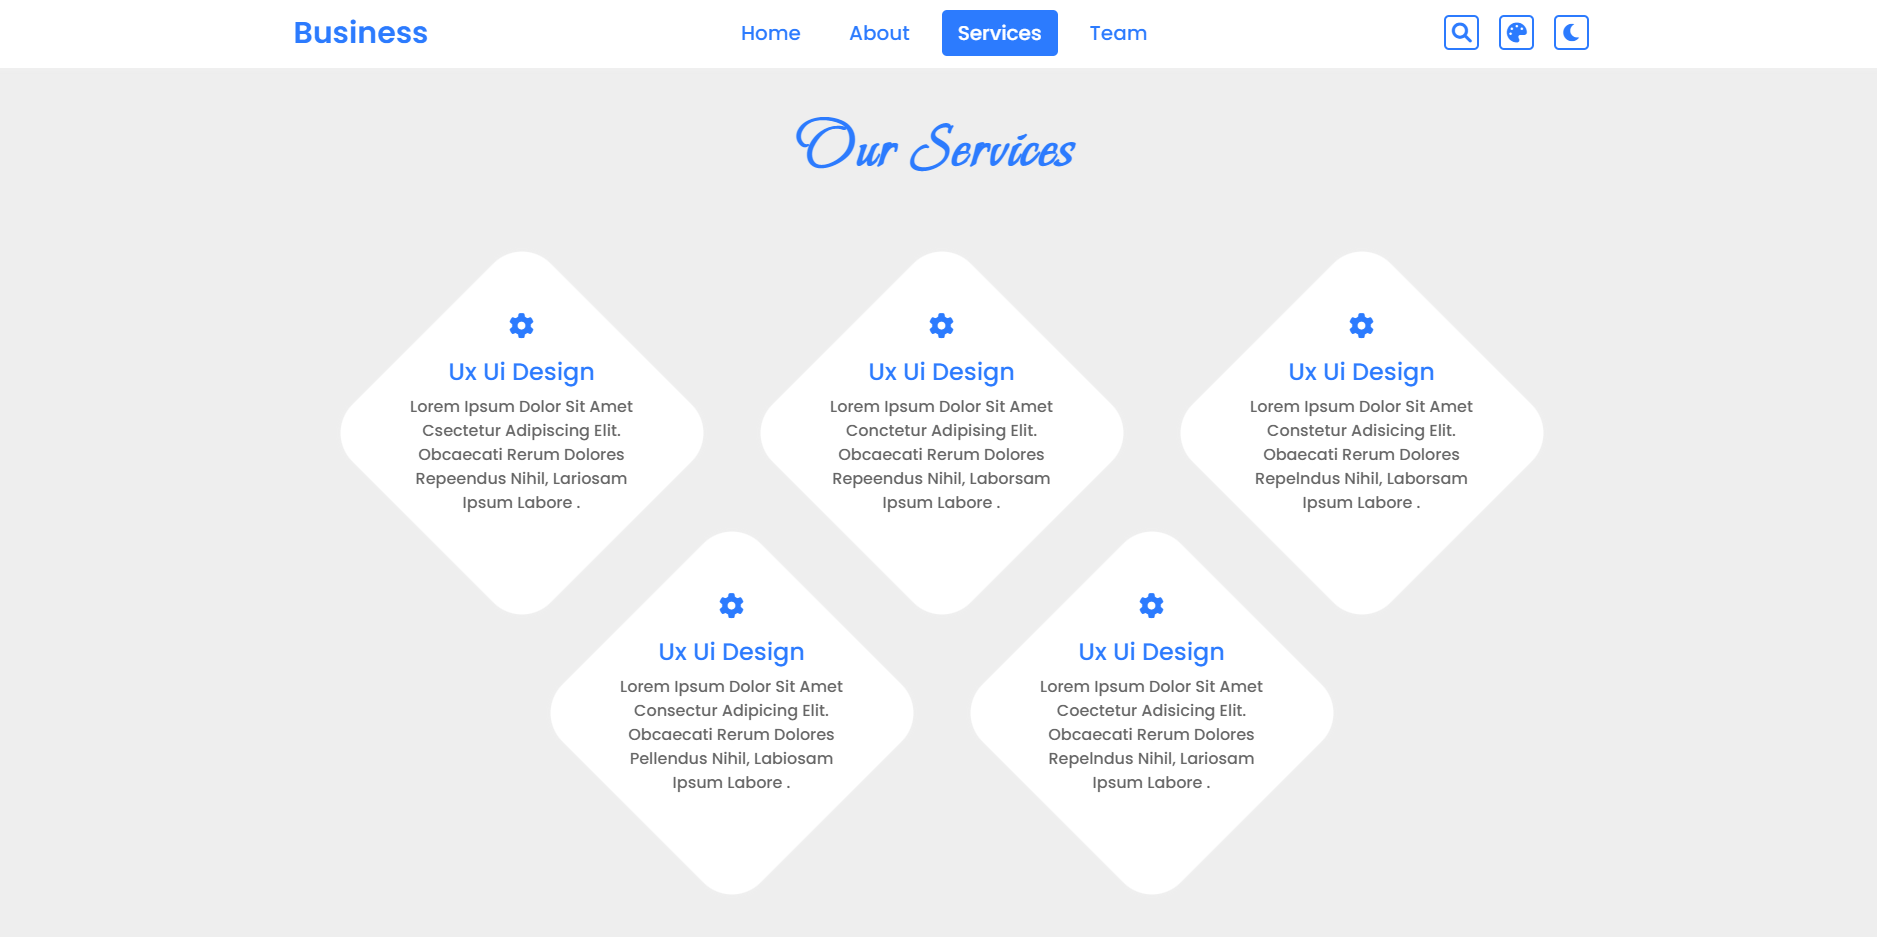 Business
Home
About
Services
Team
Our Services
Ux Ui Design
Lorem Ipsum Dolor Sit Amet
Csectetur Adipiscing Elit.
Obcaecati Rerum Dolores
Repeendus Nihil, Lariosam
Ipsum Labore .
Ux Ui Design
Lorem Ipsum Dolor Sit Amet
Conctetur Adipising Elit.
Obcaecati Rerum Dolores
Repeendus Nihil, Laborsam
Ipsum Labore .
Ux Ui Design
Lorem Ipsum Dolor Sit Amet
Constetur Adisicing Elit.
Obaecati Rerum Dolores
Repelndus Nihil, Laborsam
Ipsum Labore .
Ux Ui Design
Lorem Ipsum Dolor Sit Amet
Consectur Adipicing Elit.
Obcaecati Rerum Dolores
Pellendus Nihil, Labiosam
Ipsum Labore .
Ux Ui Design
Lorem Ipsum Dolor Sit Amet
Coectetur Adisicing Elit.
Obcaecati Rerum Dolores
Repelndus Nihil, Lariosam
Ipsum Labore .